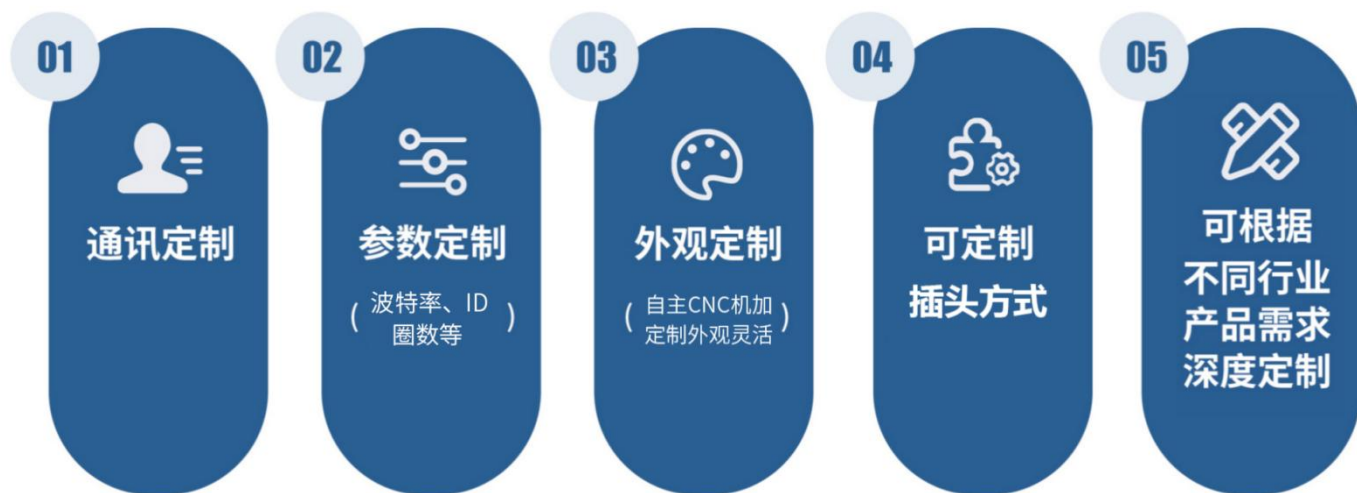 01
通讯定制
02
参数定制
(波特率、ID
圈数等)
03
外观定制
(自主CNC机加
定制外观灵活)
04
可定制
插头方式
05
可根据
不同行业
产品需求
深度定制